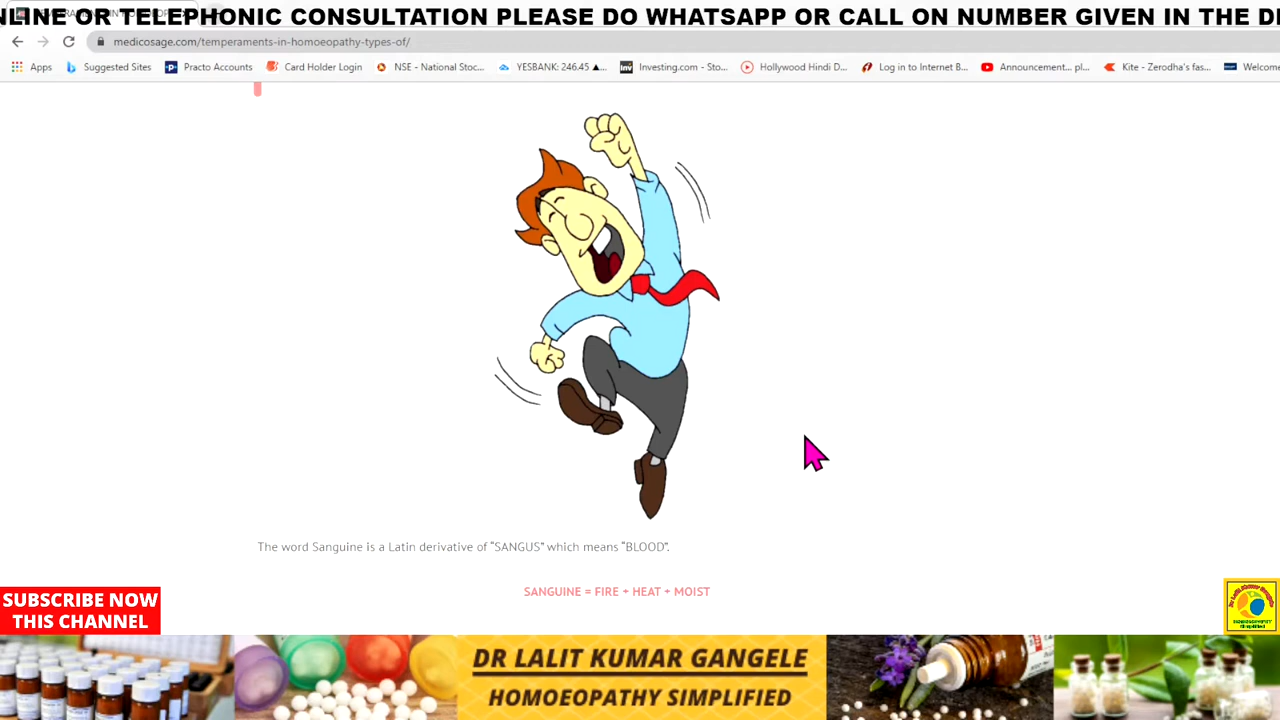 NLINE OR TELEPHONIC CONSULTATION PLEASE DO WHATSAPP OR CALL ON NUMBER GIVEN IN THE DI
medicosage.com/temperaments-in-homoeopathy-types-of/
Apps Suggested Sites Practo Accounts Card Holder Login NSE - National Stoc... YESBANK: 246.45 ▲... Investing.com - Sto... Hollywood Hindi D... Log in to Internet B... Announcement... pl... Kite - Zerodha's fas... Welcome
The word Sanguine is a Latin derivative of "SANGUS" which means "BLOOD".
SANGUINE = FIRE + HEAT + MOIST
SUBSCRIBE NOW
THIS CHANNEL
DR LALIT KUMAR GANGELE
HOMOEOPATHY SIMPLIFIED